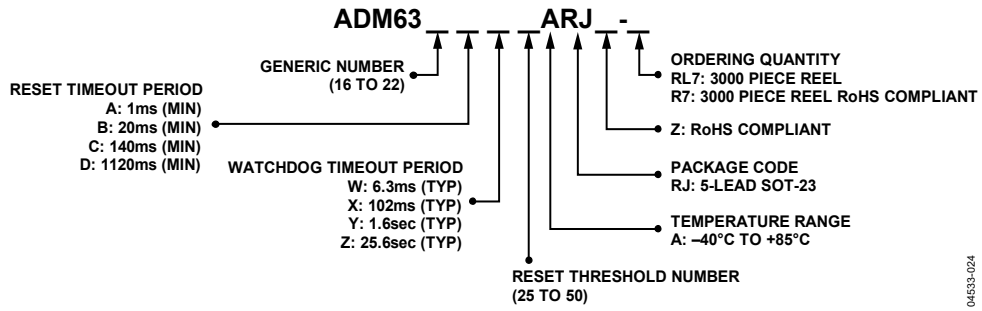 ADM63_ _ _ _ARJ_-_
GENERIC NUMBER
(16 TO 22)
RESET TIMEOUT PERIOD
A: 1ms (MIN)
B: 20ms (MIN)
C: 140ms (MIN)
D: 1120ms (MIN)
WATCHDOG TIMEOUT PERIOD
W: 6.3ms (TYP)
X: 102ms (TYP)
Y: 1.6sec (TYP)
Z: 25.6sec (TYP)
RESET THRESHOLD NUMBER
(25 TO 50)
ORDERING QUANTITY
RL7: 3000 PIECE REEL
R7: 3000 PIECE REEL RoHS COMPLIANT
Z: RoHS COMPLIANT
PACKAGE CODE
RJ: 5-LEAD SOT-23
TEMPERATURE RANGE
A: –40°C TO +85°C
04533-024